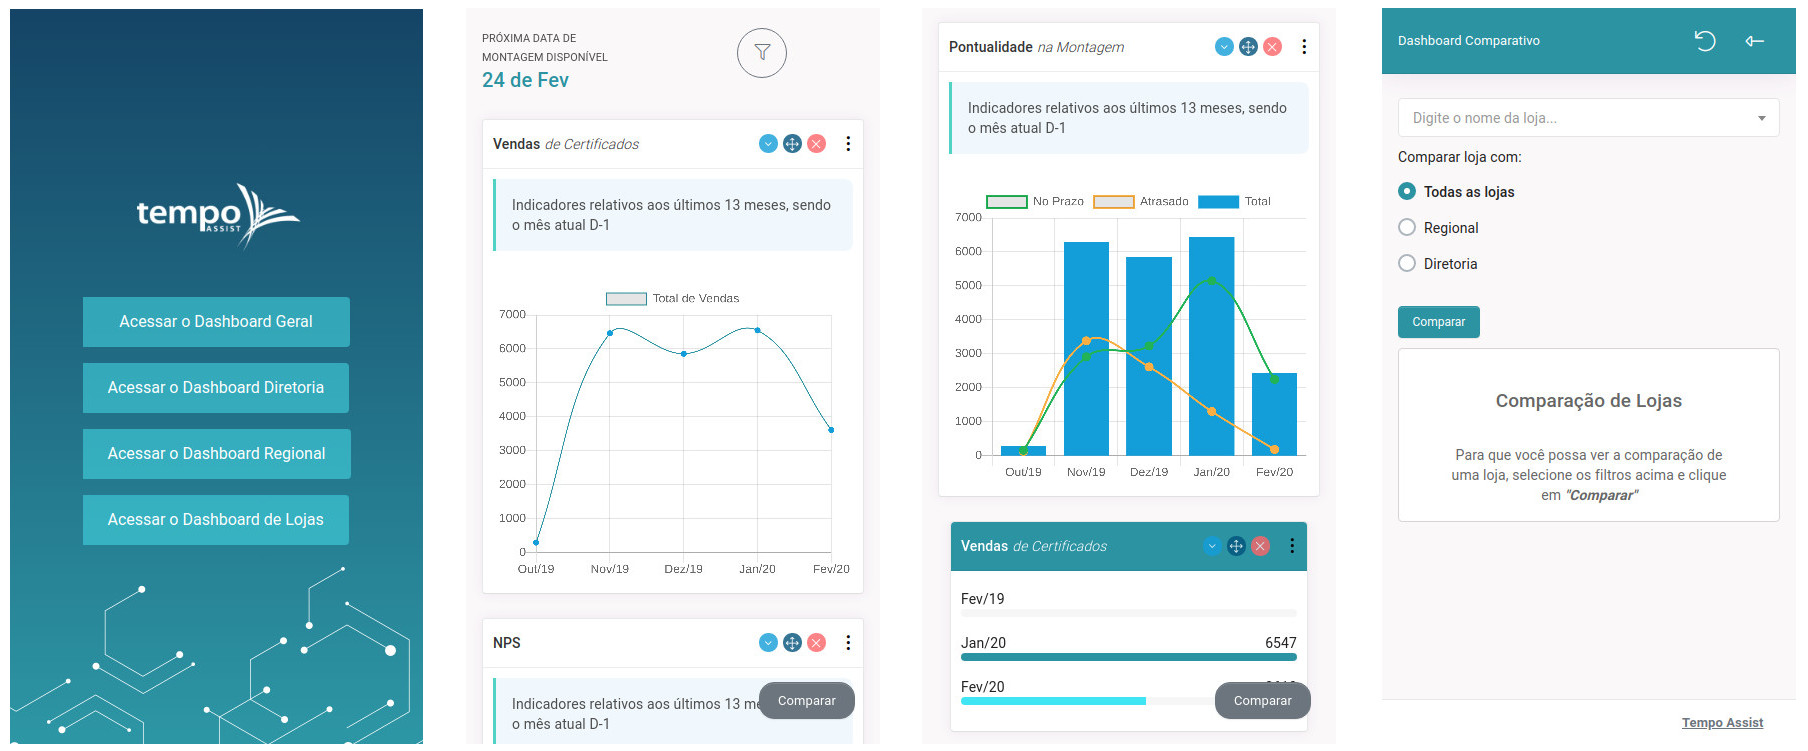 tempo
ASSIST
Acessar o Dashboard Geral
Acessar o Dashboard Diretoria
Acessar o Dashboard Regional
Acessar o Dashboard de Lojas
PRÓXIMA DATA DE
MONTAGEM DISPONÍVEL
24 de Fev
Vendas de Certificados
Indicadores relativos aos últimos 13 meses, sendo
o mês atual D-1
Total de Vendas
7000
6000
5000
4000
3000
2000
1000
0
Out/19 Nov/19 Dez/19 Jan/20 Fev/20
NPS
Indicadores relativos aos últimos 13
o mês atual D-1
Comparar
Pontualidade na Montagem
Indicadores relativos aos últimos 13 meses, sendo
o mês atual D-1
No Prazo Atrasado Total
7000
6000
5000
4000
3000
2000
1000
0
Out/19 Nov/19 Dez/19 Jan/20 Fev/20
Vendas de Certificados
Fev/19
Jan/20 6547
Fev/20
Comparar
Dashboard Comparativo
Digite o nome da loja...
Comparar loja com:
Todas as lojas
Regional
Diretoria
Comparar
Comparação de Lojas
Para que você possa ver a comparação de
uma loja, selecione os filtros acima e clique
em "Comparar"
Tempo Assist